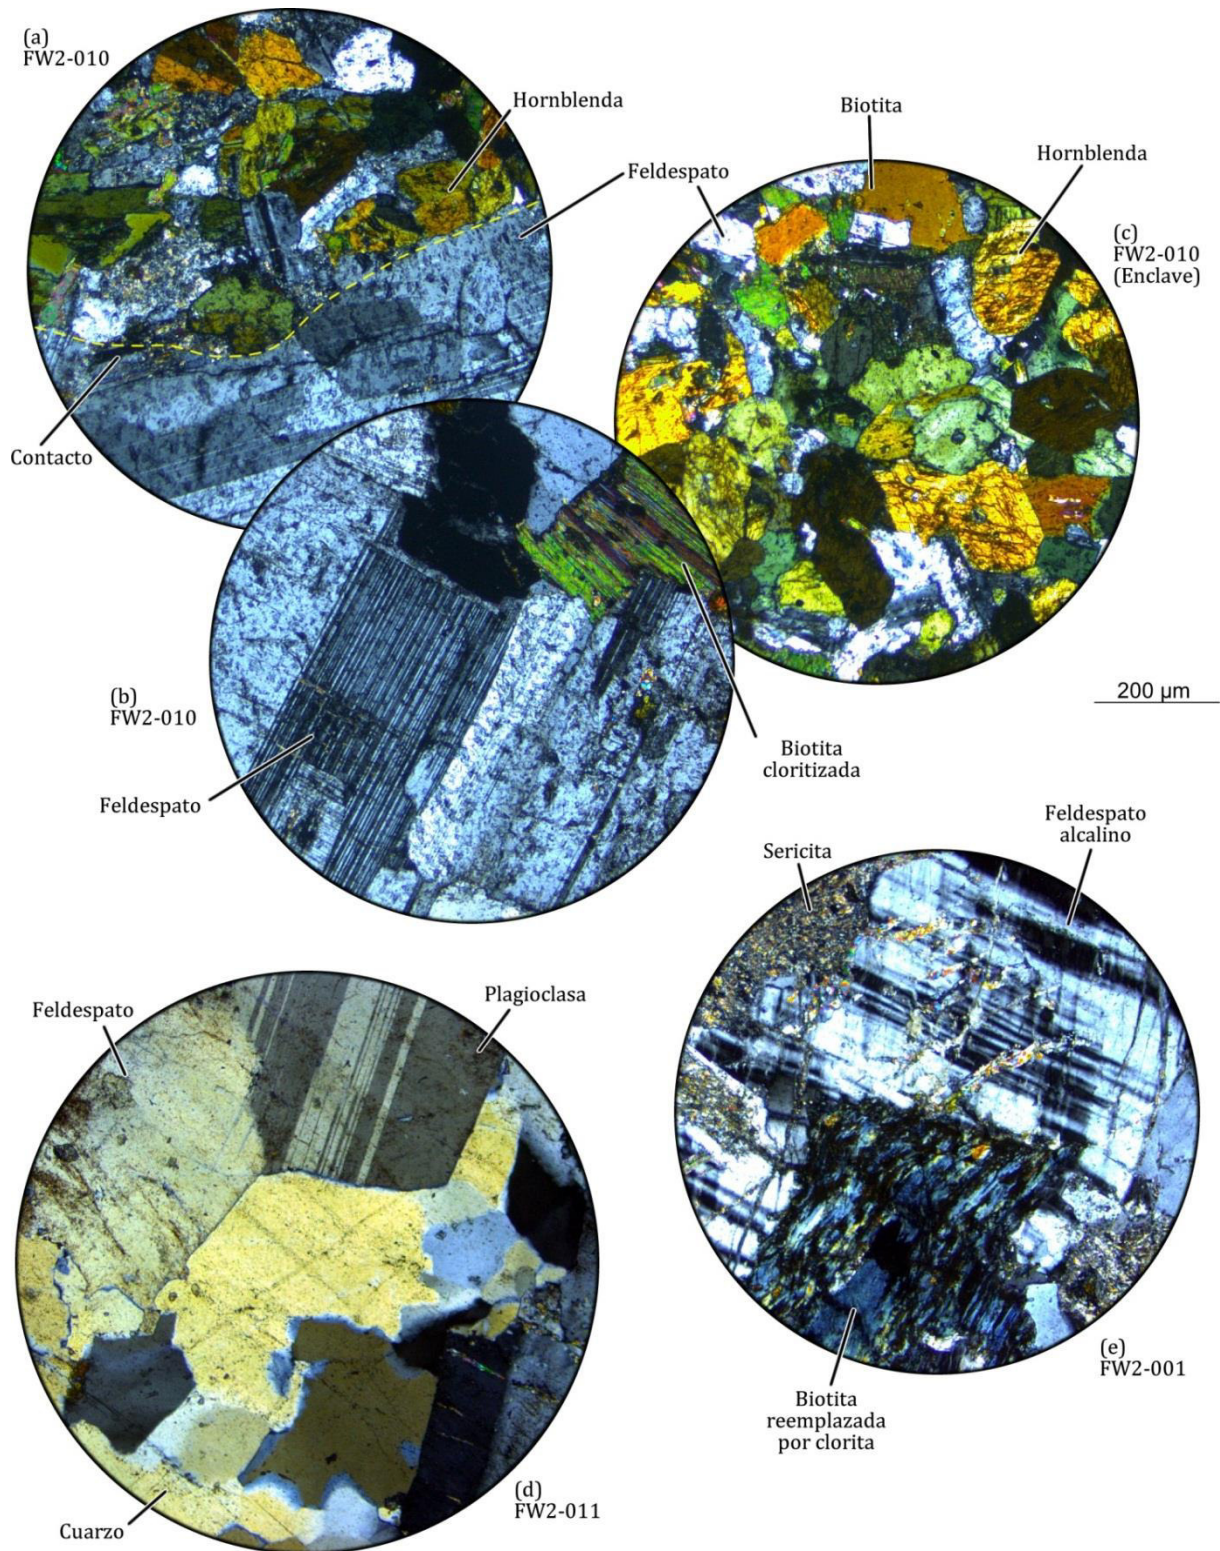 (a)
FW2-010
Hornblenda
Feldespato
Contacto
Biotita
Hornblenda
(c)
FW2-010
(Enclave)
(b)
FW2-010
Feldespato
Biotita
cloritizada
200 µm
Feldespato
Plagioclasa
Sericita
Feldespato
alcalino
(e)
FW2-001
Biotita
reemplazada
por clorita
(d)
FW2-011
Cuarzo